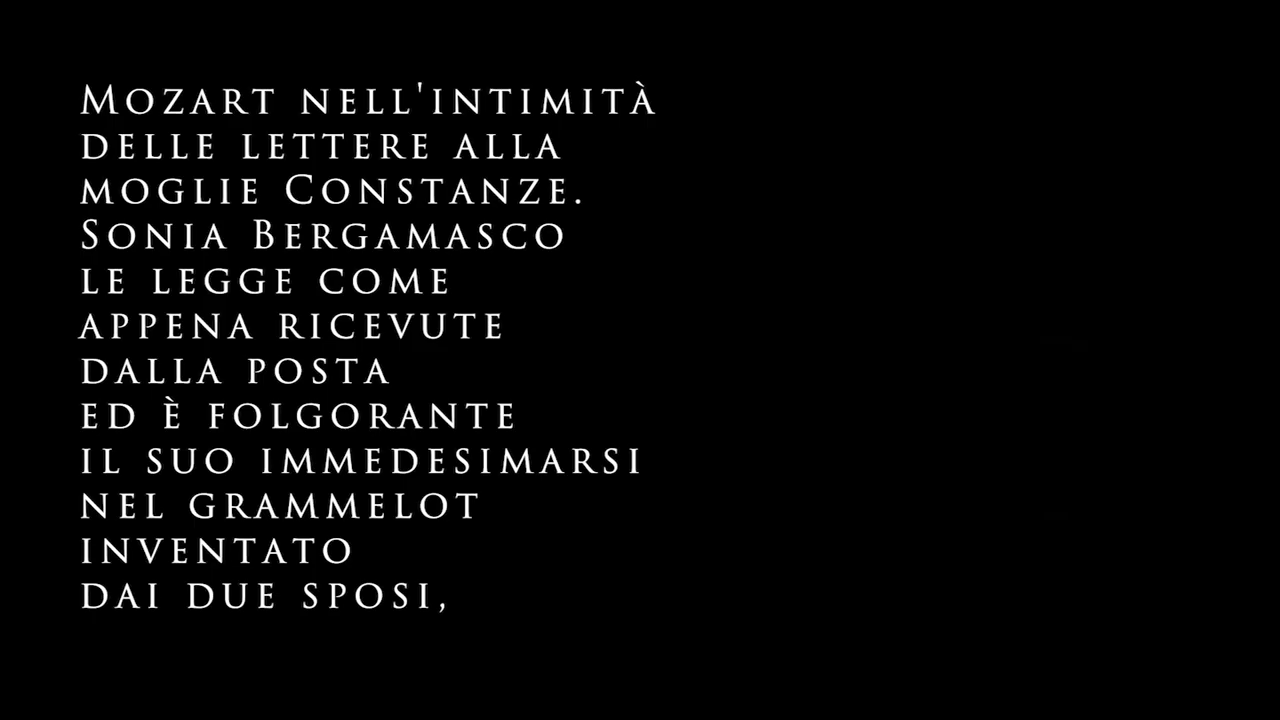 Mozart nell'intimità
delle lettere alla
moglie Constanze.
Sonia Bergamasco
le legge come
appena ricevute
dalla posta
ed è folgorante
il suo immedesimarsi
nel grammelot
inventato
dai due sposi,